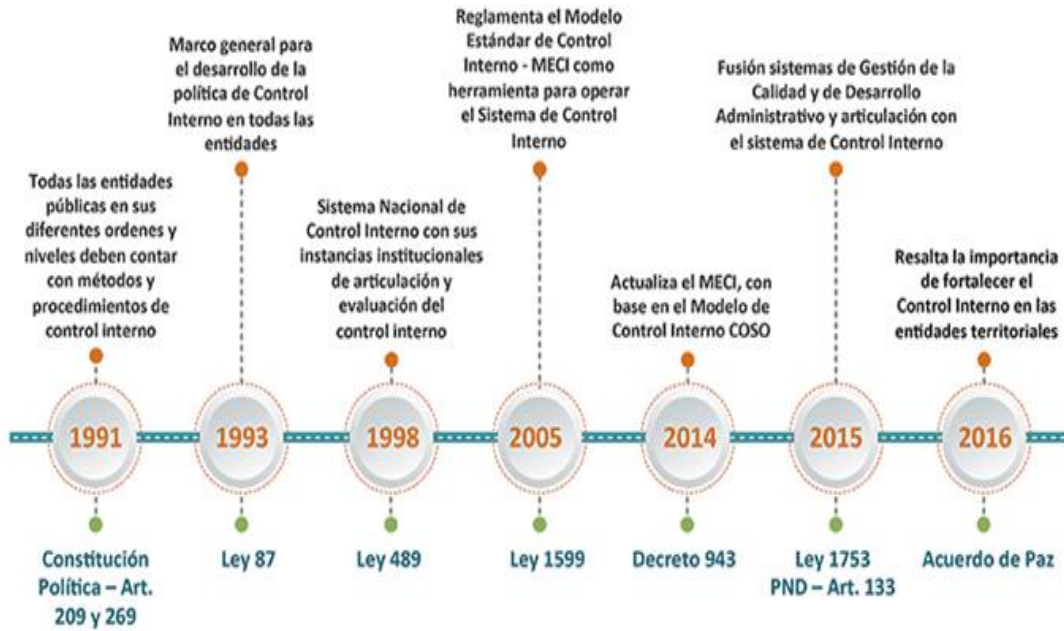 Todas las entidades
públicas en sus
diferentes ordenes y
niveles deben contar
con métodos y
procedimientos de
control interno
1991
Constitución
Política – Art.
209 y 269
Marco general para
el desarrollo de la
política de Control
Interno en todas las
entidades
1993
Ley 87
Sistema Nacional de
Control Interno con sus
instancias institucionales
de articulación y
evaluación del
control interno
1998
Ley 489
Reglamenta el Modelo
Estándar de Control
Interno - MECI como
herramienta para operar
el Sistema de Control
Interno
2005
Ley 1599
Actualiza el MECI, con
base en el Modelo de
Control Interno COSO
2014
Decreto 943
Fusión sistemas de Gestión de la
Calidad y de Desarrollo
Administrativo y articulación con
el sistema de Control Interno
2015
Ley 1753
PND – Art. 133
Resalta la importancia
de fortalecer el
Control Interno en las
entidades territoriales
2016
Acuerdo de Paz